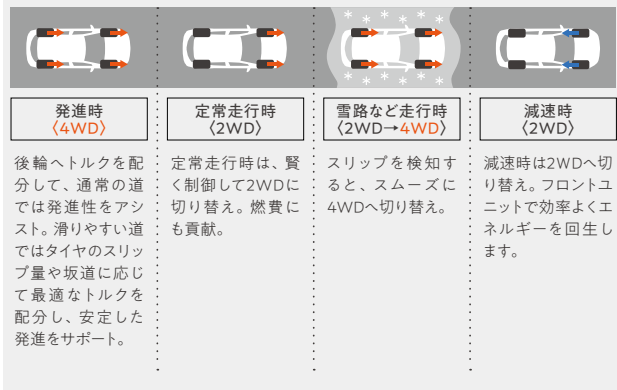 発進時
〈4WD〉
後輪へトルクを配
分して、通常の道
では発進性をアシ
スト。滑りやすい道
ではタイヤのスリッ
プ量や坂道に応じ
て最適なトルクを
配分し、安定した
発進をサポート。
定常走行時
〈2WD〉
定常走行時は、賢
く制御して2WDに
切り替え。燃費に
も貢献。
雪路など走行時
〈2WD→4WD〉
スリップを検知す
ると、スムーズに
4WDへ切り替え。
減速時
〈2WD〉
減速時は2WDへ切
り替え。フロントユ
ニットで効率よくエ
ネルギーを回生し
ます。